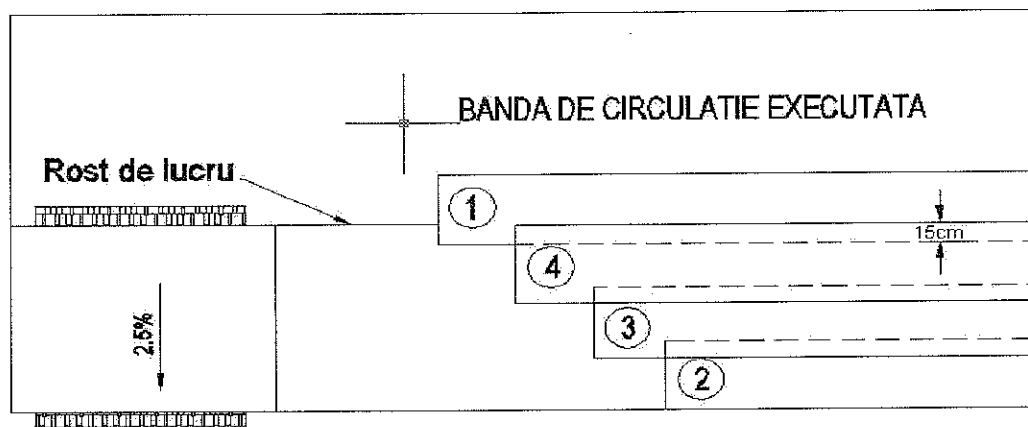 BANDA DE CIRCULATIE EXECUTATA
Rost de lucru
1
15cm
4
2.5%
3
2